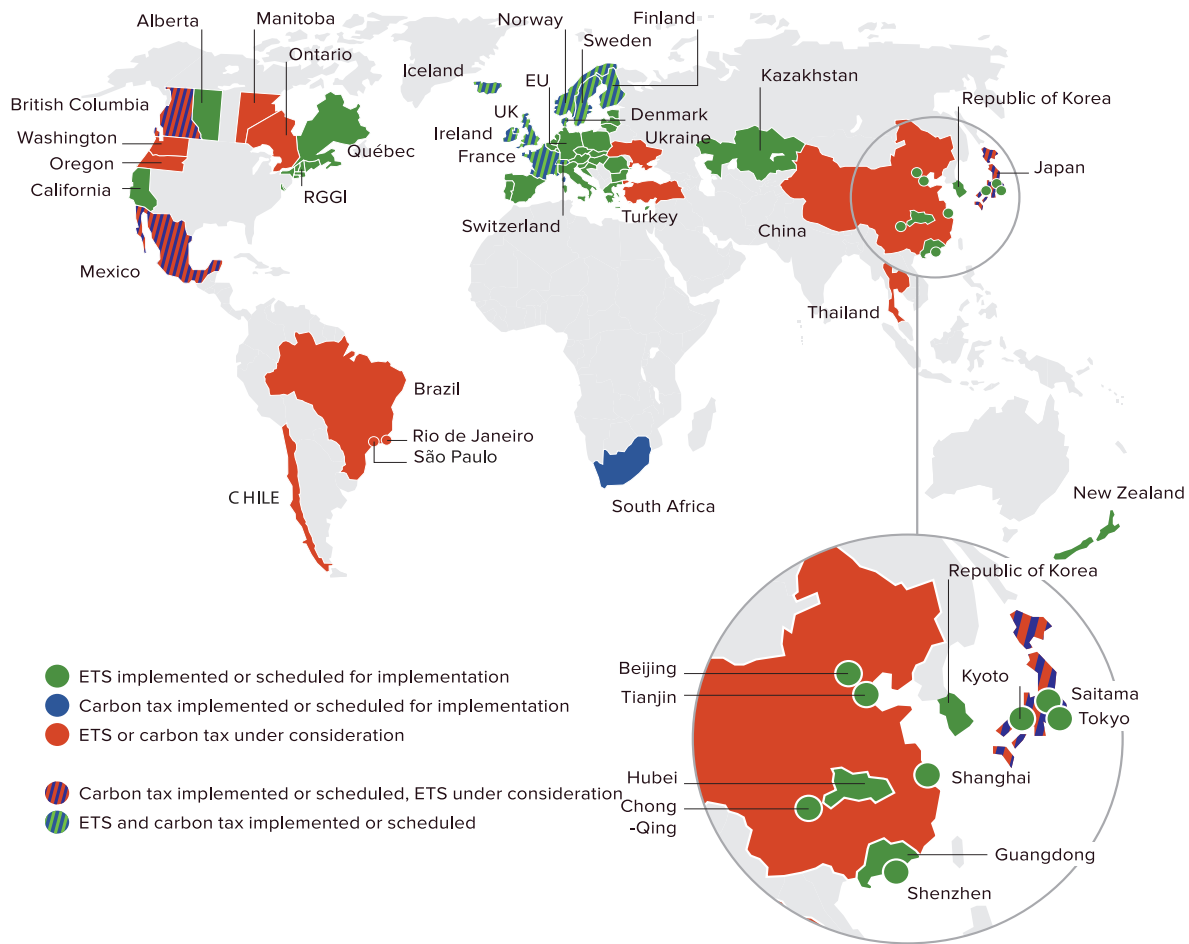 Alberta
Manitoba
Ontario
Norway
Finland
Sweden
Iceland
EU
Kazakhstan
British Columbia
UK
Denmark
Republic of Korea
Washington
Ireland
Ukraine
Oregon
Québec
France
Japan
California
RGGI
Switzerland
Turkey
China
Mexico
Thailand
Brazil
Rio de Janeiro
São Paulo
CHILE
South Africa
New Zealand
Republic of Korea
Beijing
Tianjin
Kyoto
Saitama
Tokyo
Hubei
Shanghai
Chong
-Qing
Guangdong
Shenzhen
ETS implemented or scheduled for implementation
Carbon tax implemented or scheduled for implementation
ETS or carbon tax under consideration
Carbon tax implemented or scheduled, ETS under consideration
ETS and carbon tax implemented or scheduled